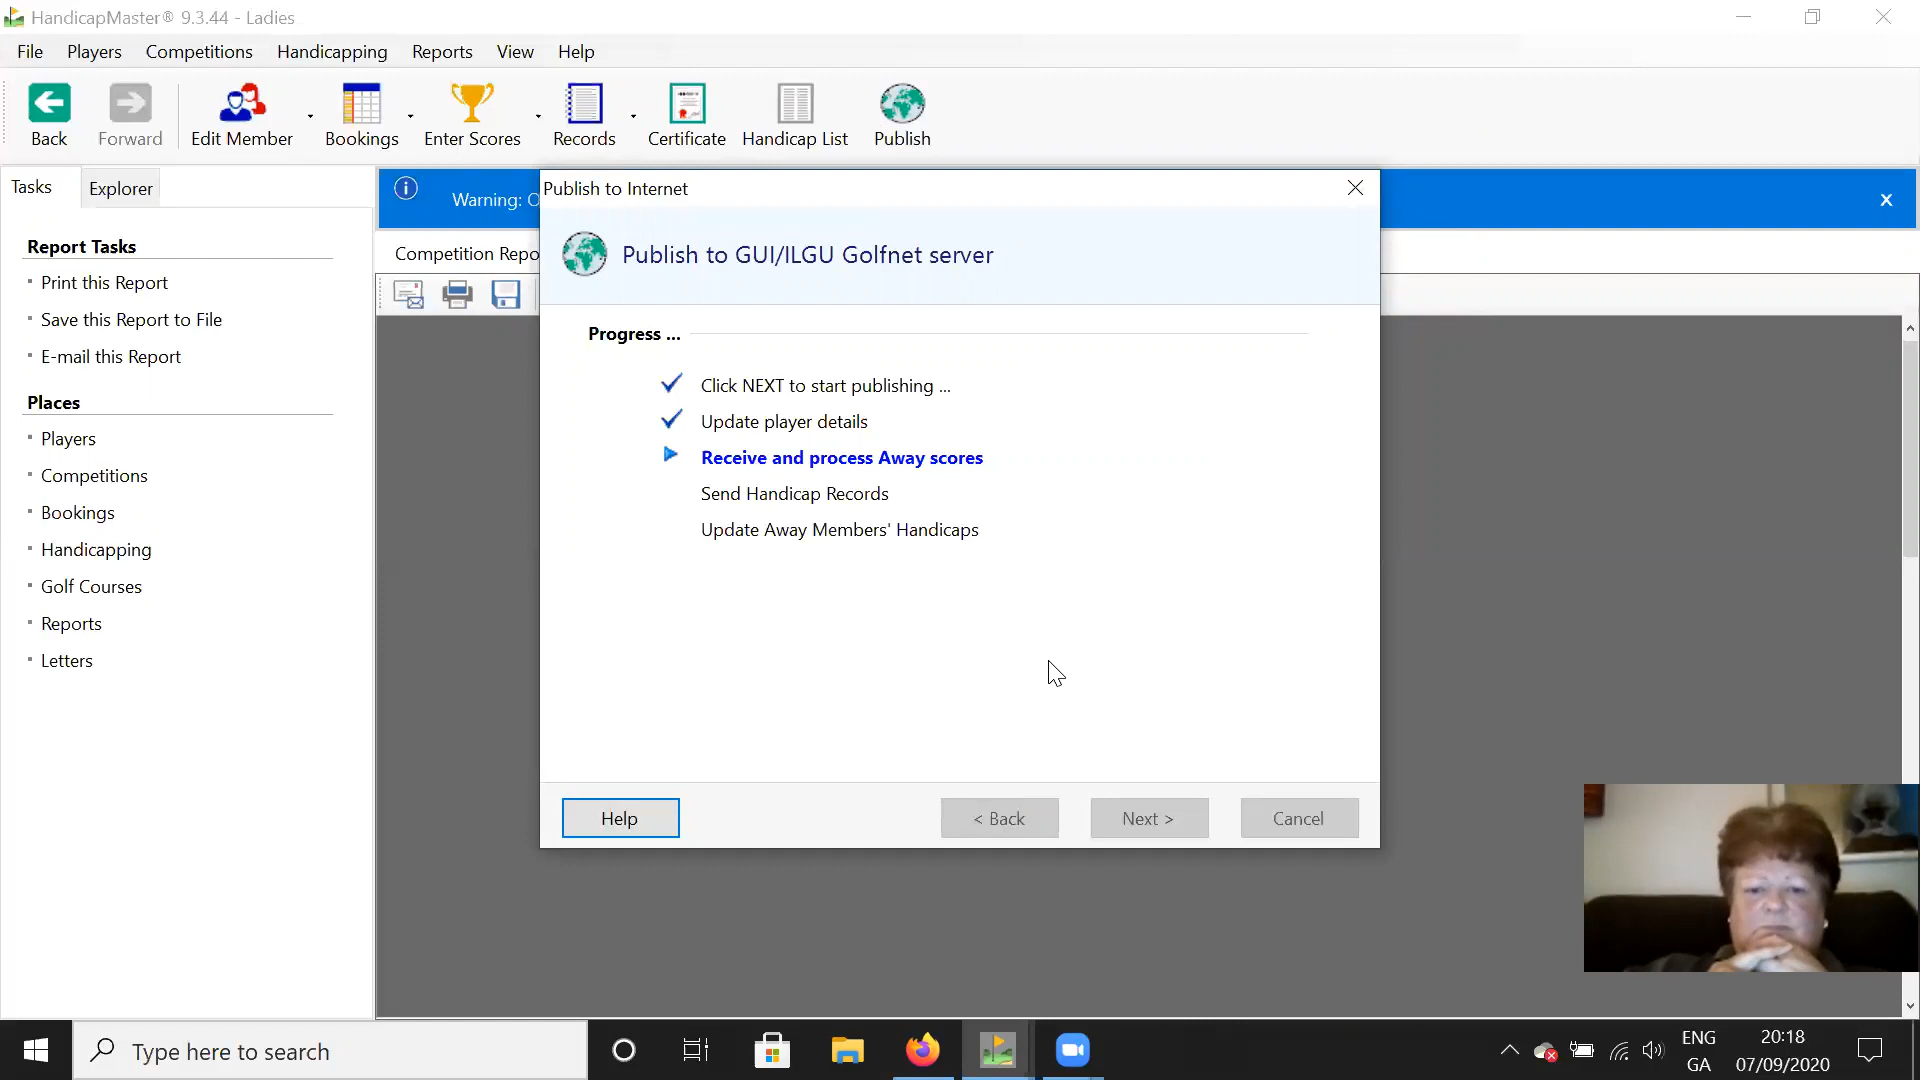 HandicapMaster® 9.3.44 - Ladies
File Players Competitions Handicapping Reports View Help
Back Forward Edit Member Bookings Enter Scores Records Certificate Handicap List Publish
Tasks Explorer
Report Tasks
Print this Report
Save this Report to File
E-mail this Report
Places
Players
Competitions
Bookings
Handicapping
Golf Courses
Reports
Letters
Warning: O
X
Competition Repo
Publish to Internet
Publish to GUI/ILGU Golfnet server
Progress ...
Click NEXT to start publishing ...
Update player details
Receive and process Away scores
Send Handicap Records
Update Away Members' Handicaps
Help < Back Next > Cancel
Type here to search
ENG
GA
20:18
07/09/2020